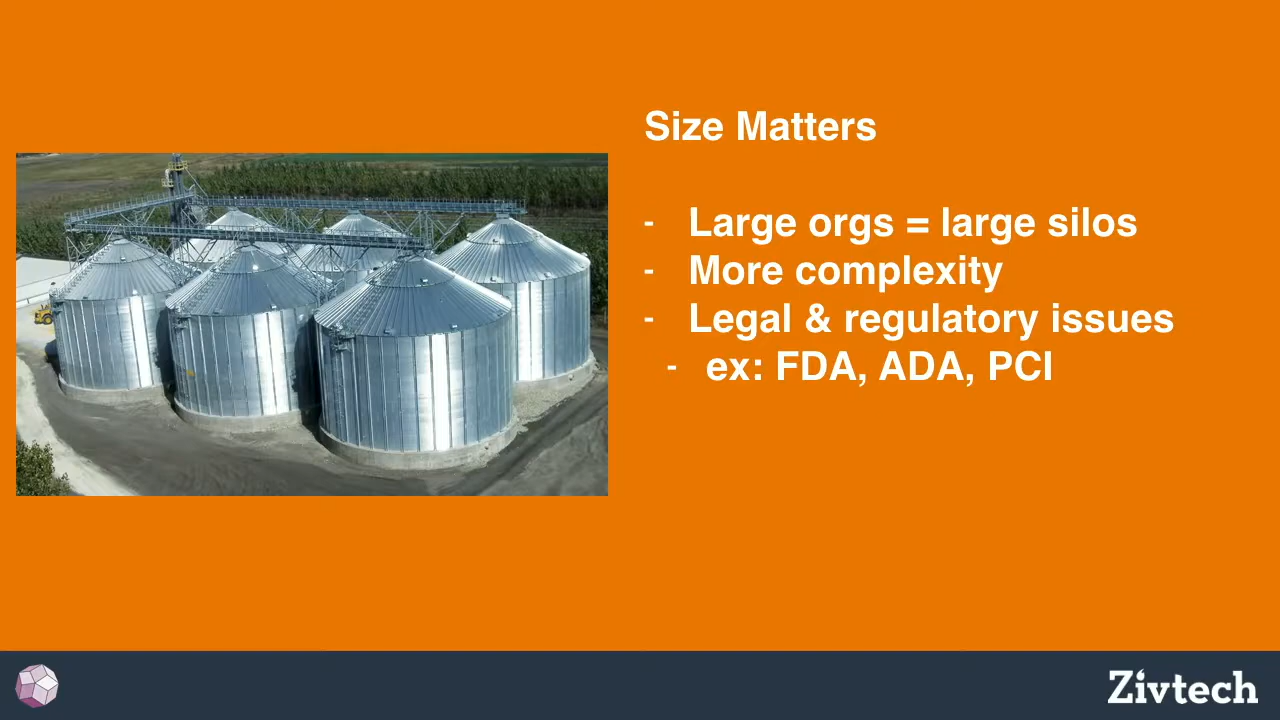 Size Matters
- Large orgs = large silos
- More complexity
- Legal & regulatory issues
- ex: FDA, ADA, PCI
Zivtech